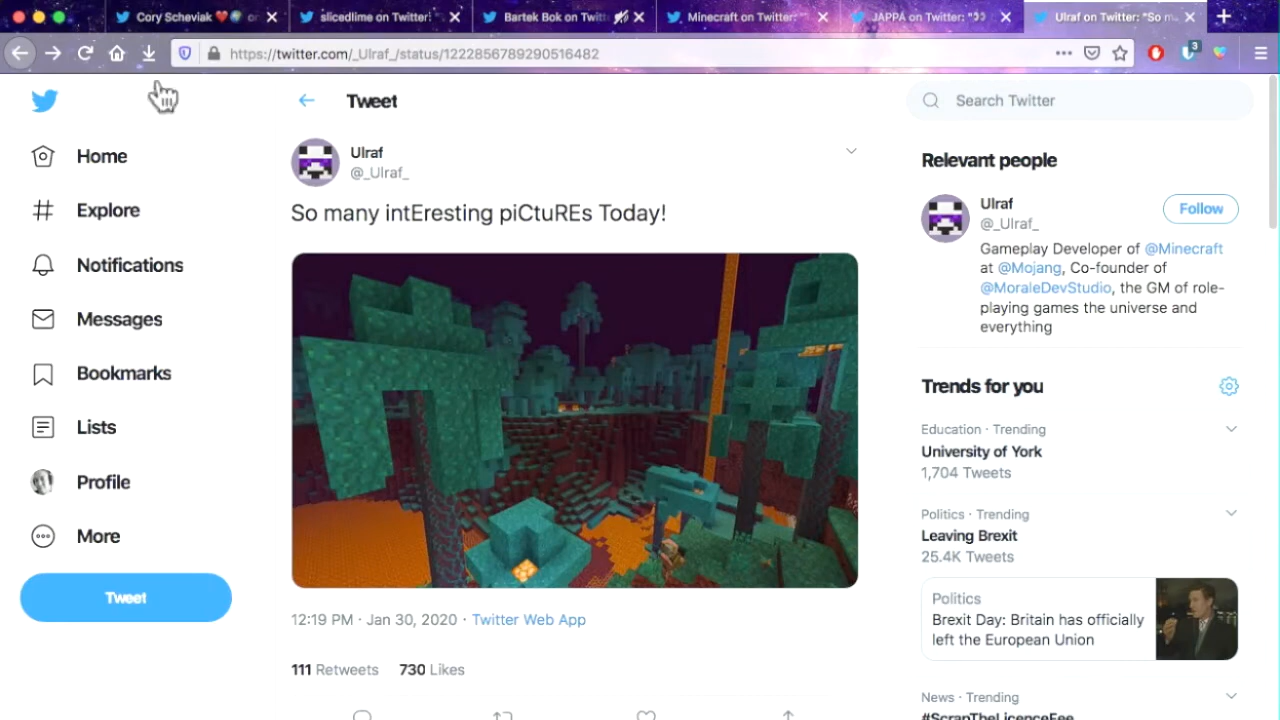 Cory Scheviak ❤️🌍 or
slicedlime on Twitter:
Bartek Bok on Twitt
Minecraft on Twitter: "
JAPPA on Twitter: "👀
Ulraf on Twitter: "So m
https://twitter.com/_Ulraf_/status/1222856789290516482
3
Tweet
Search Twitter
Home
Explore
Notifications
Messages
Bookmarks
Lists
Profile
More
Tweet
Ulraf
@_Ulraf_
So many intEresting piCtuREs Today!
12:19 PM · Jan 30, 2020 · Twitter Web App
111 Retweets 730 Likes
Relevant people
Ulraf
@_Ulraf_
Follow
Gameplay Developer of @Minecraft
at @Mojang, Co-founder of
@MoraleDevStudio, the GM of role-
playing games the universe and
everything
Trends for you
Education · Trending
University of York
1,704 Tweets
Politics · Trending
Leaving Brexit
25.4K Tweets
Politics
Brexit Day: Britain has officially
left the European Union
News · Trending
#ScrapTheLicenceFee